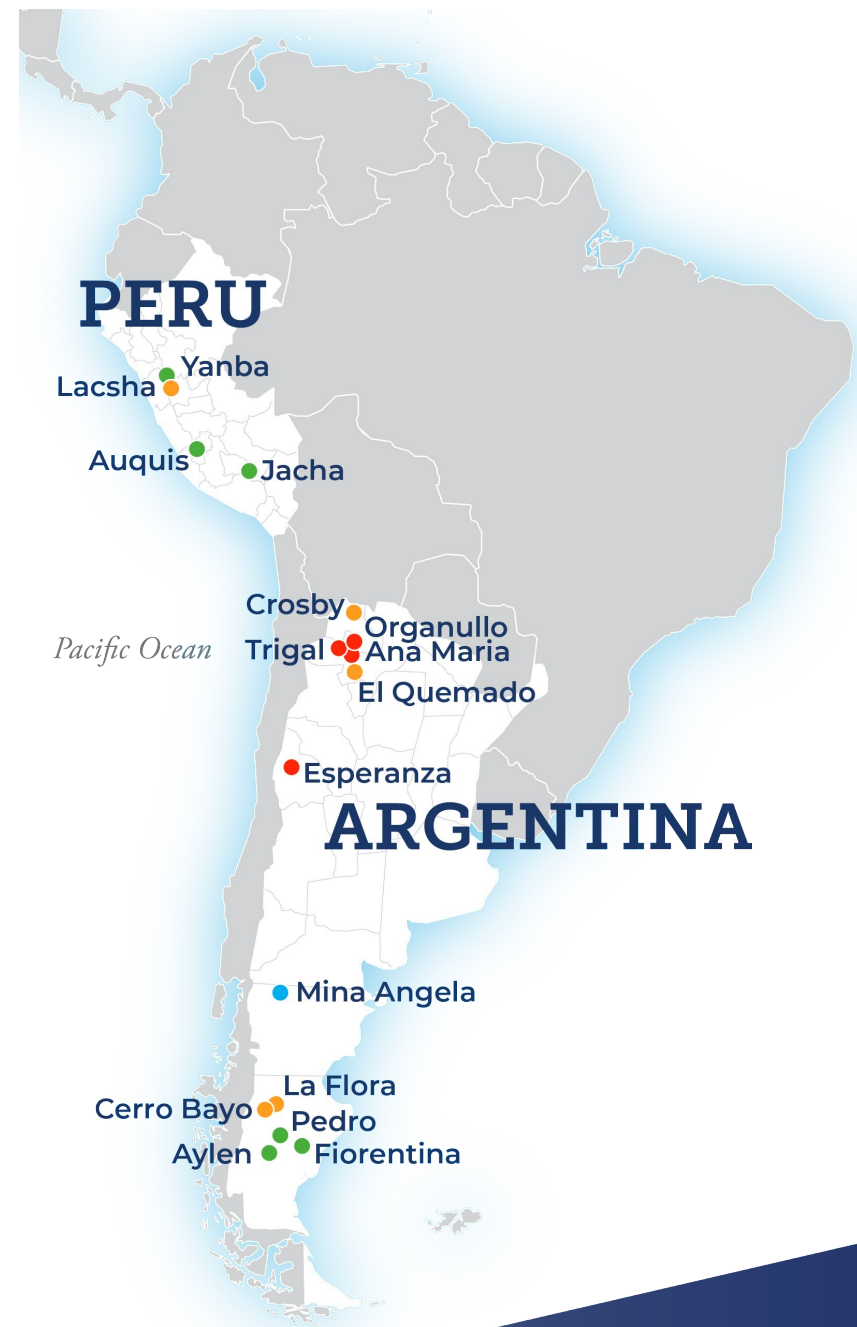 PERU
Yanba
Lacsha
Auquis
Jacha
Crosby
Organullo
Pacific Ocean
Trigal
Ana Maria
El Quemado
Esperanza
ARGENTINA
Mina Angela
La Flora
Cerro Bayo
Pedro
Aylen
Fiorentina